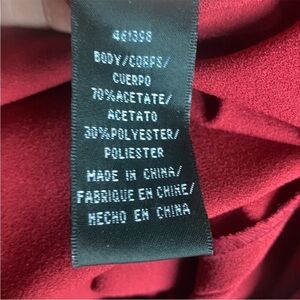 461398
BODY/CORPS/
CUERPO
70%ACETATE/
ACETATO
30%POLYESTER/
POLIESTER
MADE IN CHINA/
FABRIQUE EN CHINE/
HECHO EN CHINA